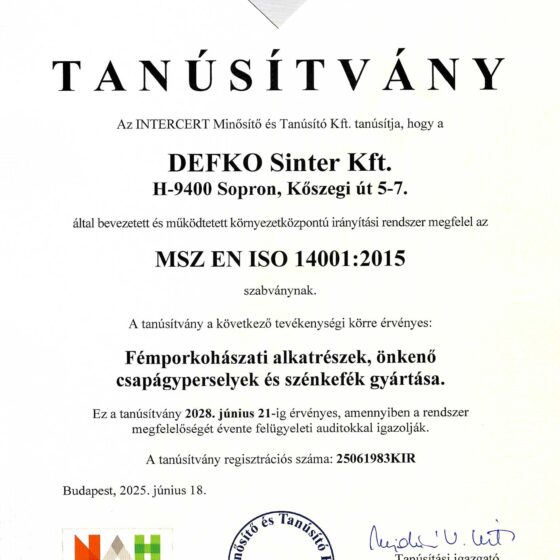 TANÚSÍTVÁNY
Az INTERCERT Minősítő és Tanúsító Kft. tanúsítja, hogy a
DEFKO Sinter Kft.
H-9400 Sopron, Kőszegi út 5-7.
által bevezetett és működtetett környezetközpontú irányítási rendszer megfelel az
MSZ EN ISO 14001:2015
szabványnak.
A tanúsítvány a következő tevékenységi körre érvényes:
Fémporkohászati alkatrészek, önkenő
csapágyperselyek és szénkefék gyártása.
Ez a tanúsítvány 2028. június 21-ig érvényes, amennyiben a rendszer
megfelelőségét évente felügyeleti auditokkal igazolják.
A tanúsítvány regisztrációs száma: 25061983KIR
Budapest, 2025. június 18.
NAH
és Tanúsító
Tanúsítási igazgató